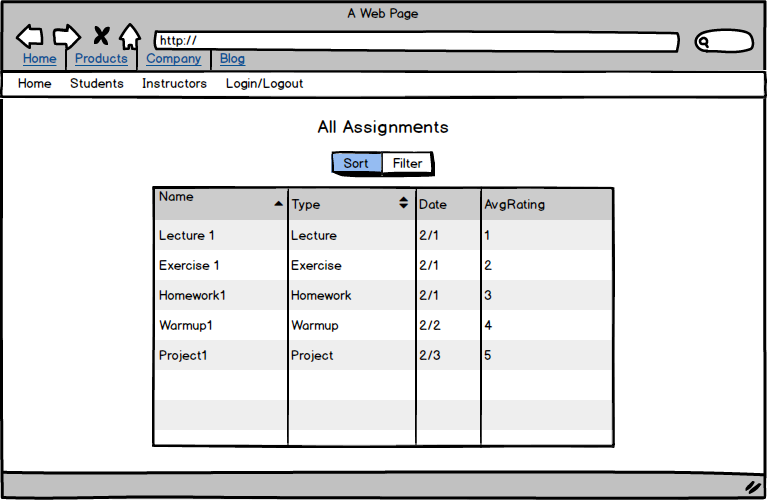 A Web Page
http://
Home Products Company Blog
Home Students Instructors Login/Logout
All Assignments
Sort Filter
Name Type Date AvgRating
Lecture 1 Lecture 2/1 1
Exercise 1 Exercise 2/1 2
Homework1 Homework 2/1 3
Warmup1 Warmup 2/2 4
Project1 Project 2/3 5